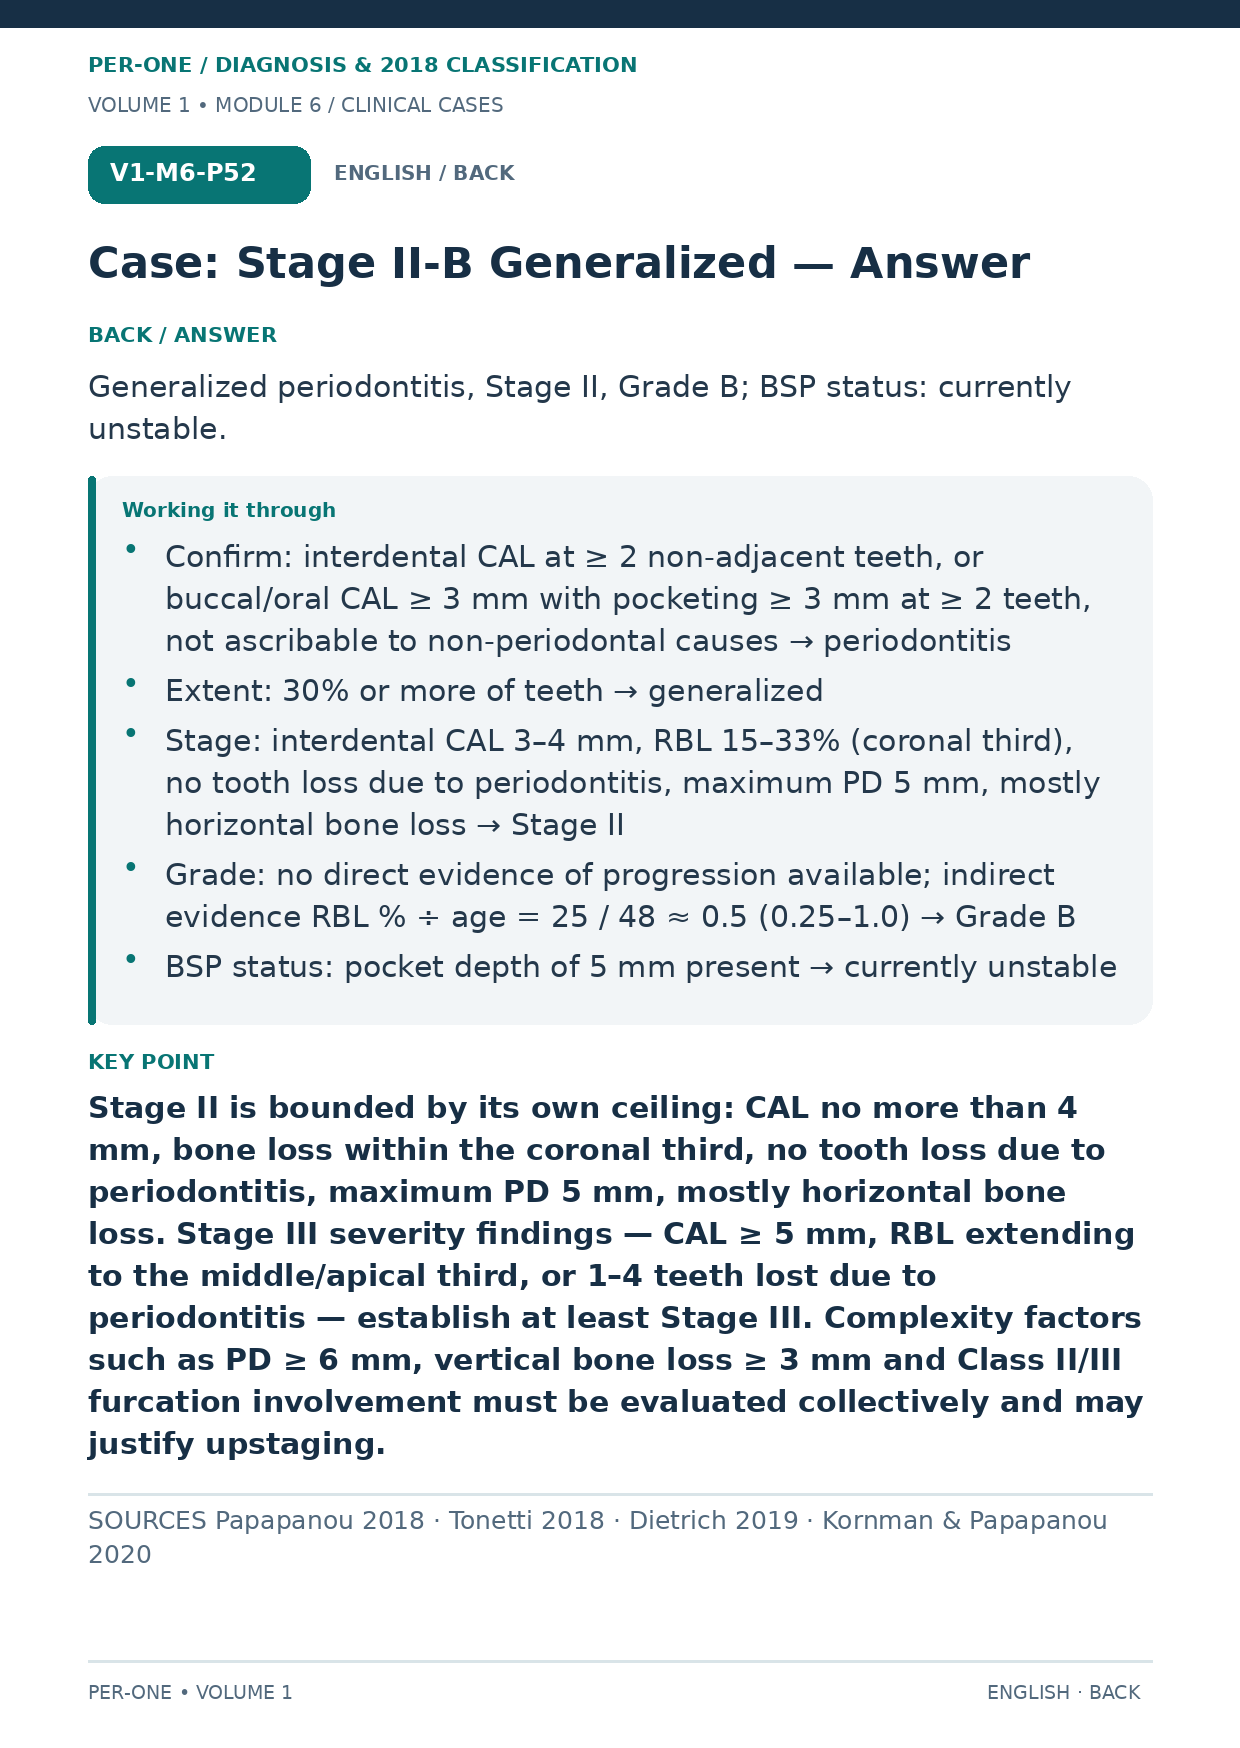 PER-ONE / DIAGNOSIS & 2018 CLASSIFICATION
VOLUME 1 • MODULE 6 / CLINICAL CASES
V1-M6-P52
ENGLISH / BACK
Case: Stage II-B Generalized — Answer
BACK / ANSWER
Generalized periodontitis, Stage II, Grade B; BSP status: currently
unstable.
Working it through
• Confirm: interdental CAL at ≥ 2 non-adjacent teeth, or
buccal/oral CAL ≥ 3 mm with pocketing ≥ 3 mm at ≥ 2 teeth,
not ascribable to non-periodontal causes → periodontitis
• Extent: 30% or more of teeth → generalized
• Stage: interdental CAL 3–4 mm, RBL 15–33% (coronal third),
no tooth loss due to periodontitis, maximum PD 5 mm, mostly
horizontal bone loss → Stage II
• Grade: no direct evidence of progression available; indirect
evidence RBL % ÷ age = 25 / 48 ≈ 0.5 (0.25–1.0) → Grade B
• BSP status: pocket depth of 5 mm present → currently unstable
KEY POINT
Stage II is bounded by its own ceiling: CAL no more than 4
mm, bone loss within the coronal third, no tooth loss due to
periodontitis, maximum PD 5 mm, mostly horizontal bone
loss. Stage III severity findings — CAL ≥ 5 mm, RBL extending
to the middle/apical third, or 1–4 teeth lost due to
periodontitis — establish at least Stage III. Complexity factors
such as PD ≥ 6 mm, vertical bone loss ≥ 3 mm and Class II/III
furcation involvement must be evaluated collectively and may
justify upstaging.
SOURCES Papapanou 2018 · Tonetti 2018 · Dietrich 2019 · Kornman & Papapanou
2020
PER-ONE • VOLUME 1
ENGLISH · BACK